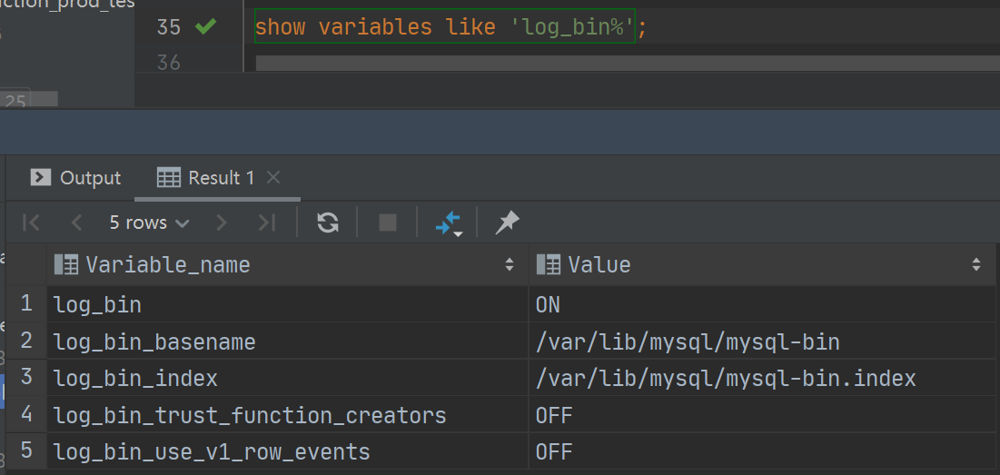 ction_prod_tes
35 show variables like 'log_bin%';
36
25
Output Result 1
5 rows
Variable_name Value
1 log_bin ON
2 log_bin_basename /var/lib/mysql/mysql-bin
3 log_bin_index /var/lib/mysql/mysql-bin.index
4 log_bin_trust_function_creators OFF
5 log_bin_use_v1_row_events OFF